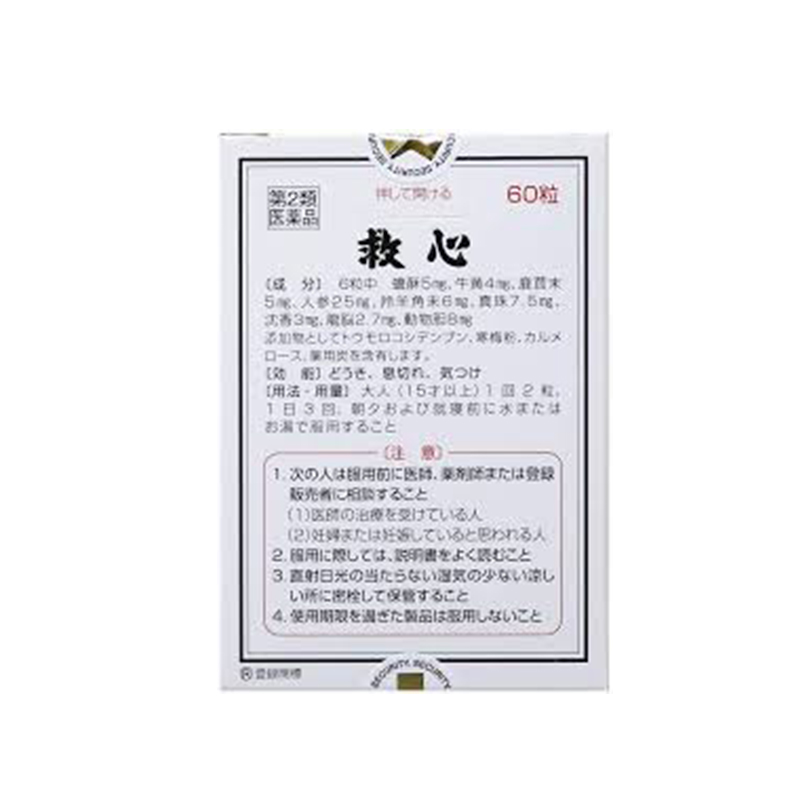 SECURITY SECURITY
第2類
医薬品
押して開ける
60粒
救心
〔成 分〕 6粒中 蟾酥5mg、牛黄4mg、鹿茸末
5mg、人参25mg、羚羊角末6mg、真珠7.5mg、
沈香3mg、龍脳2.7mg、動物胆8mg
添加物としてトウモロコシデンプン、寒梅粉、カルメ
ロース、薬用炭を含有します。
〔効 能〕どうき、息切れ、気つけ
〔用法・用量〕大人(15才以上)1回2粒、
1日3回、朝夕および就寝前に水または
お湯で服用すること
〔注 意〕
1. 次の人は服用前に医師、薬剤師または登録
販売者に相談すること
(1)医師の治療を受けている人
(2)妊婦または妊娠していると思われる人
2. 服用に際しては、説明書をよく読むこと
3. 直射日光の当たらない湿気の少ない涼し
い所に密栓して保管すること
4. 使用期限を過ぎた製品は服用しないこと
®登録商標
SECURITY SECURITY